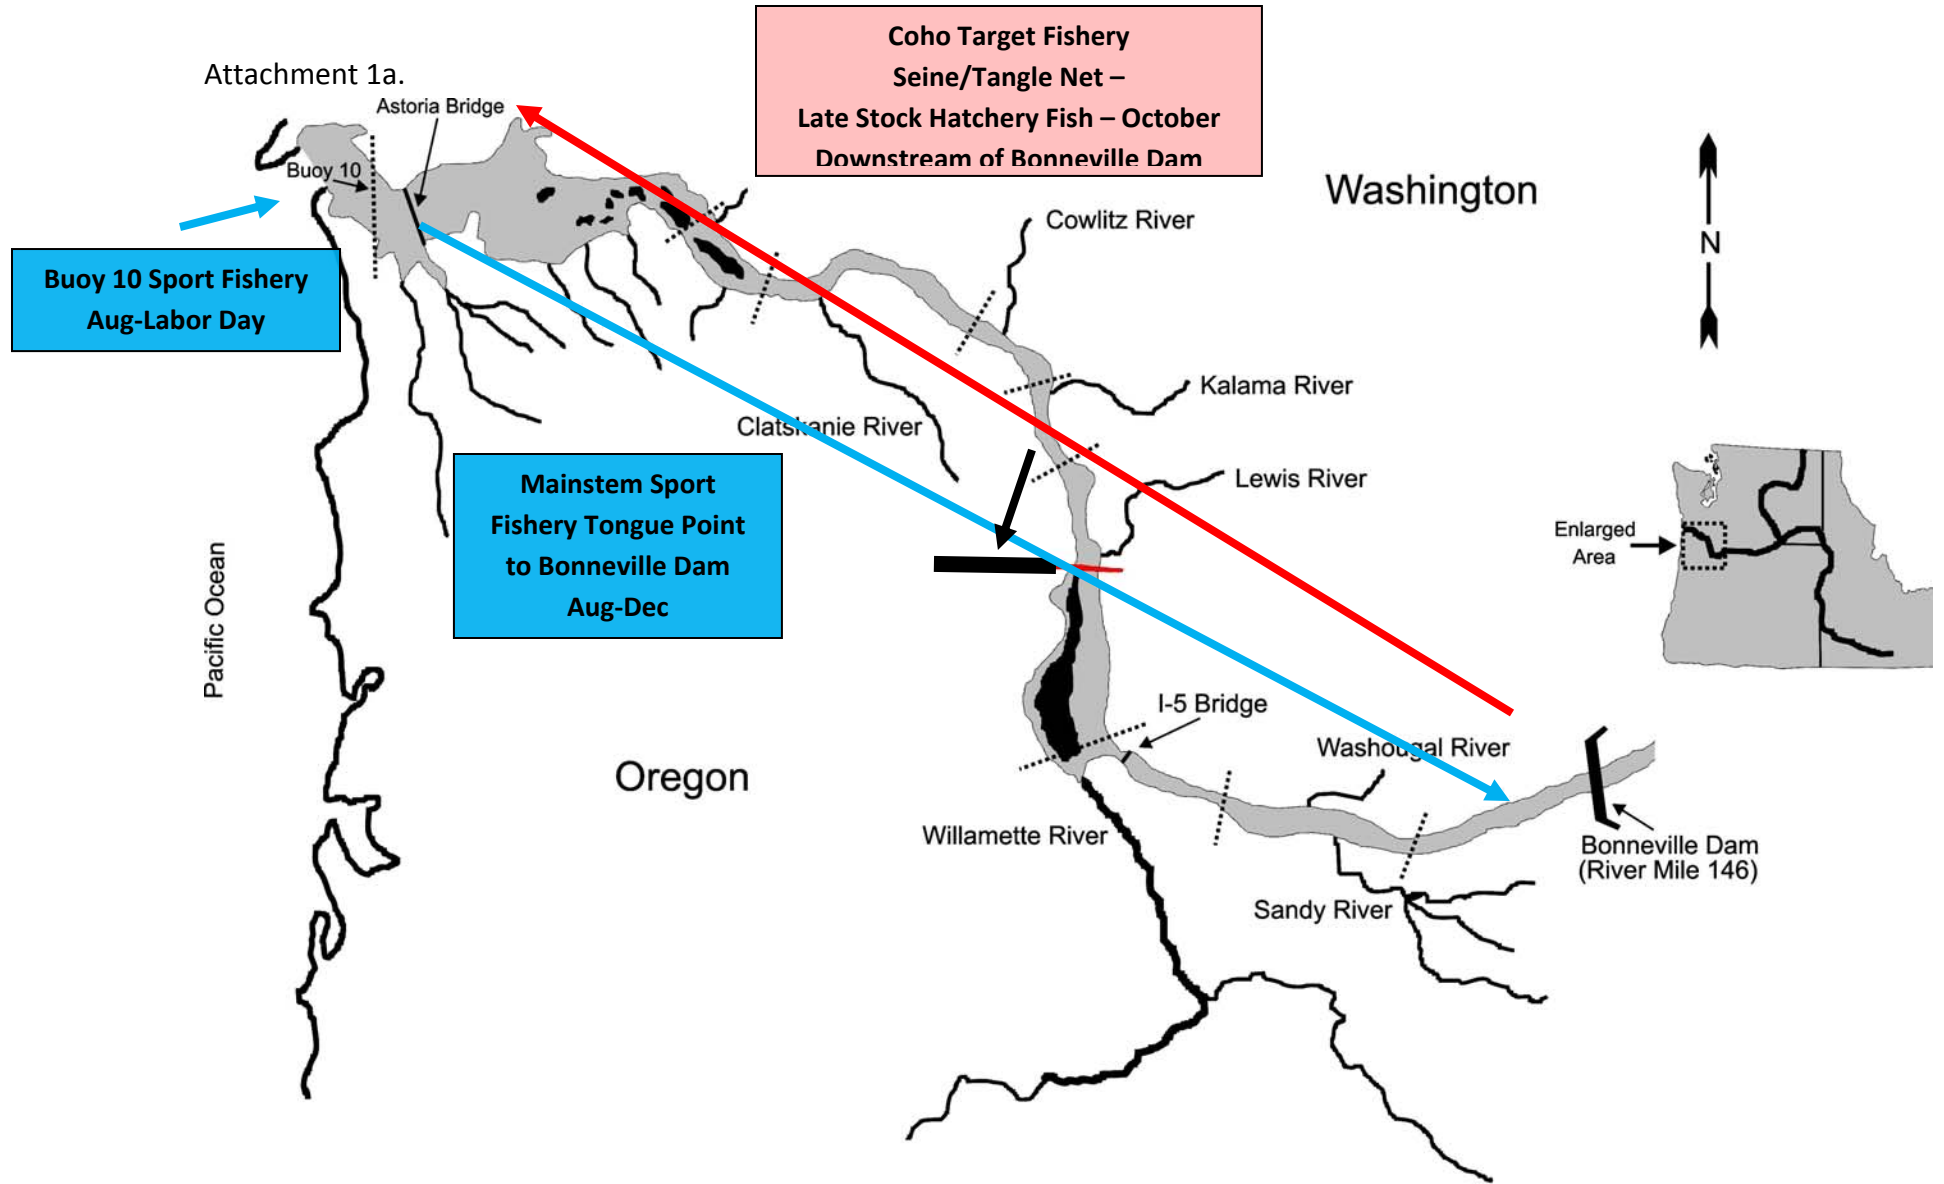 Attachment 1a.
Coho Target Fishery
Seine/Tangle Net –
Late Stock Hatchery Fish – October
Downstream of Bonneville Dam
Astoria Bridge
Buoy 10
Washington
Cowlitz River
N
Buoy 10 Sport Fishery
Aug-Labor Day
Kalama River
Clatskanie River
Lewis River
Mainstem Sport
Fishery Tongue Point
to Bonneville Dam
Aug-Dec
Enlarged
Area
Pacific Ocean
I-5 Bridge
Washougal River
Oregon
Willamette River
Bonneville Dam
(River Mile 146)
Sandy River